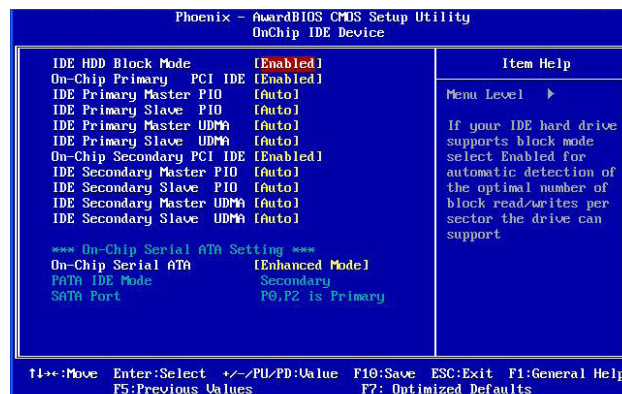 Phoenix - AwardBIOS CMOS Setup Utility
OnChip IDE Device
IDE HDD Block Mode [Enabled]
On-Chip Primary PCI IDE [Enabled]
IDE Primary Master PIO [Auto]
IDE Primary Slave PIO [Auto]
IDE Primary Master UDMA [Auto]
IDE Primary Slave UDMA [Auto]
On-Chip Secondary PCI IDE [Enabled]
IDE Secondary Master PIO [Auto]
IDE Secondary Slave PIO [Auto]
IDE Secondary Master UDMA [Auto]
IDE Secondary Slave UDMA [Auto]
*** On-Chip Serial ATA Setting ***
On-Chip Serial ATA [Enhanced Mode]
PATA IDE Mode Secondary
SATA Port P0,P2 is Primary
Item Help
Menu Level ▶
If your IDE hard drive
supports block mode
select Enabled for
automatic detection of
the optimal number of
block read/writes per
sector the drive can
support
↑↓→←:Move Enter:Select +/-/PU/PD:Value F10:Save ESC:Exit F1:General Help
F5:Previous Values F7: Optimized Defaults